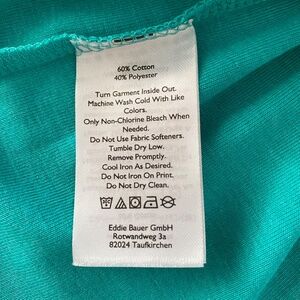 60% Cotton
40% Polyester
Turn Garment Inside Out.
Machine Wash Cold With Like
Colors.
Only Non-Chlorine Bleach When
Needed.
Do Not Use Fabric Softeners.
Tumble Dry Low.
Remove Promptly.
Cool Iron As Desired.
Do Not Iron On Print.
Do Not Dry Clean.
Eddie Bauer GmbH
Rotwandweg 3a
82024 Taufkirchen